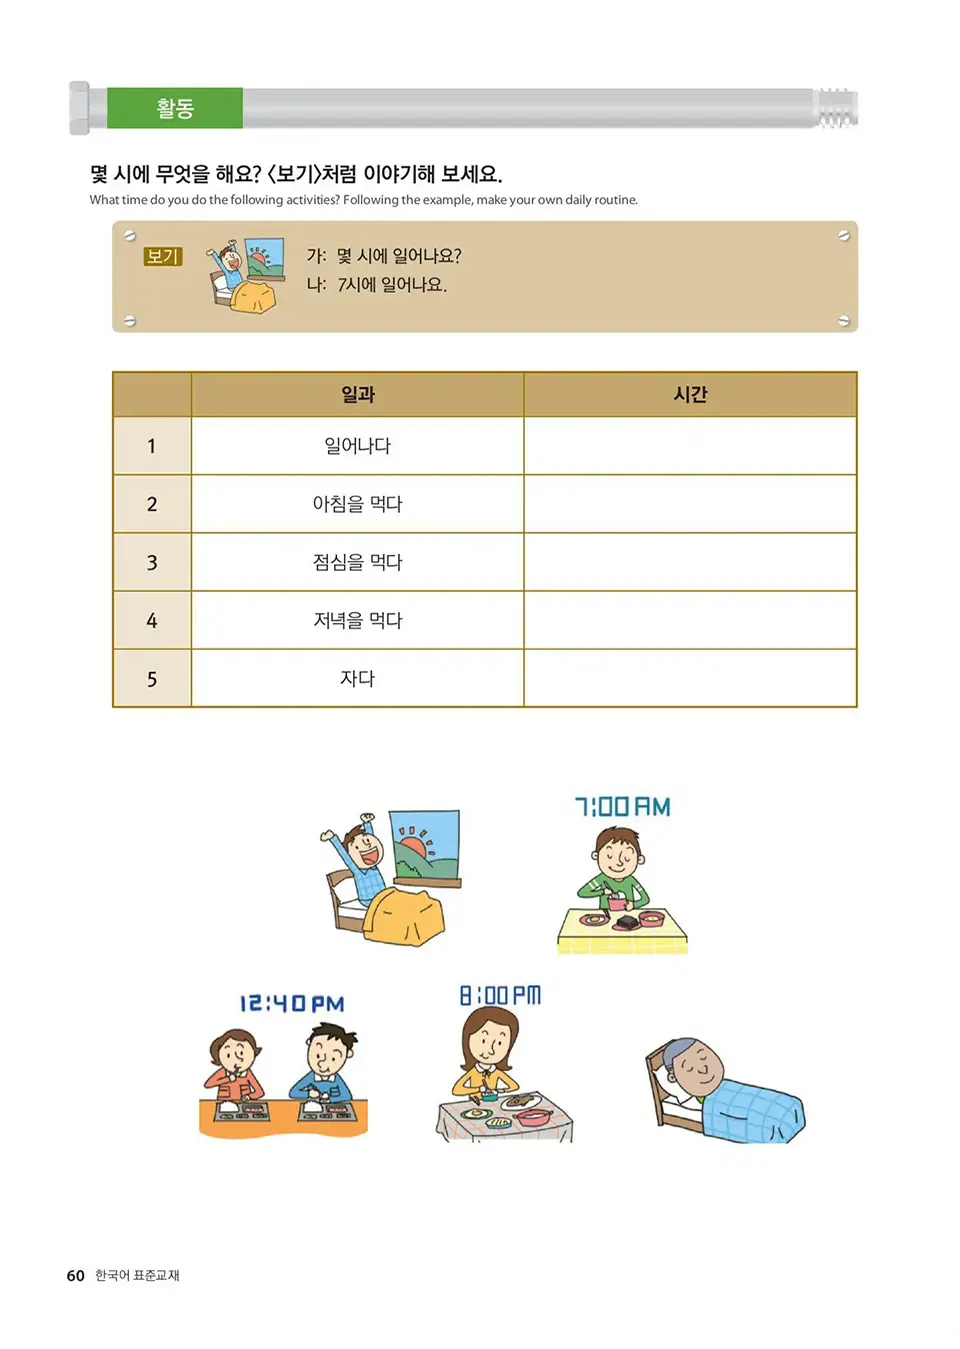 활동
몇 시에 무엇을 해요? 〈보기〉처럼 이야기해 보세요.
What time do you do the following activities? Following the example, make your own daily routine.
보기
가: 몇 시에 일어나요?
나: 7시에 일어나요.
일과 시간
1 일어나다
2 아침을 먹다
3 점심을 먹다
4 저녁을 먹다
5 자다
7:00 AM
12:40 PM
8:00 PM
60 한국어 표준교재